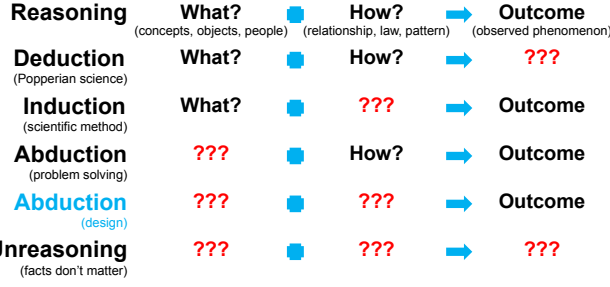 Reasoning What? How? Outcome
(concepts, objects, people) (relationship, law, pattern) (observed phenomenon)
Deduction What? How? ???
(Popperian science)
Induction What? ??? Outcome
(scientific method)
Abduction ??? How? Outcome
(problem solving)
Abduction ??? ??? Outcome
(design)
Unreasoning ??? ??? ???
(facts don't matter)